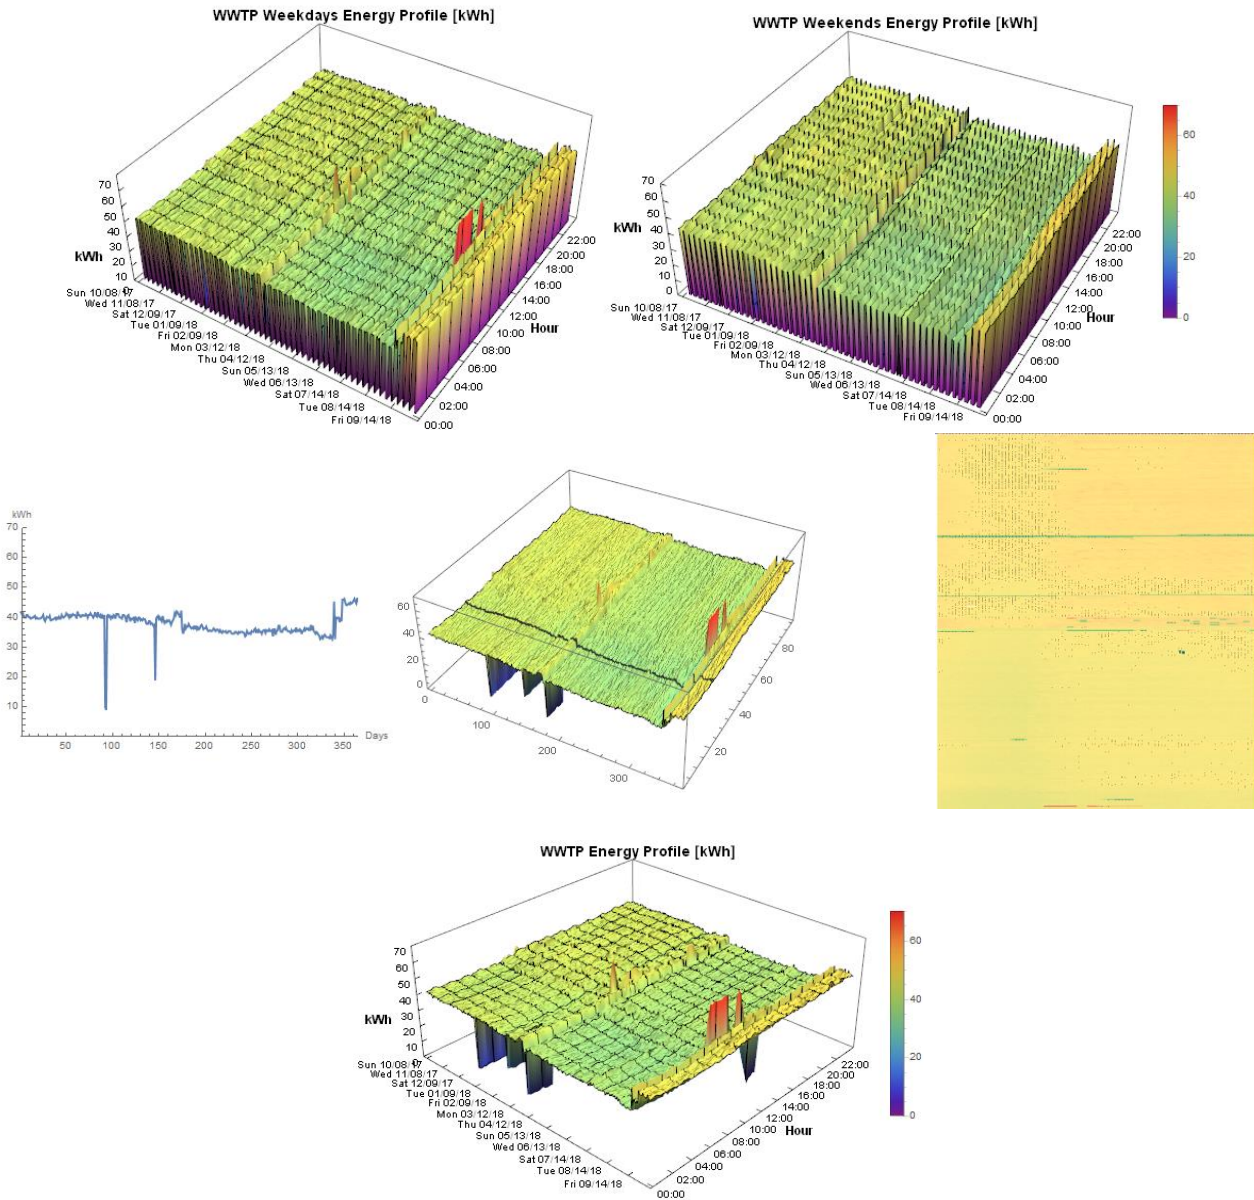 WWTP Weekdays Energy Profile [kWh]
70
60
50
40
30
20
10
0
kWh
Sun 10/08/17
Wed 11/08/17
Sat 12/09/17
Tue 01/09/18
Fri 02/09/18
Mon 03/12/18
Thu 04/12/18
Sun 05/13/18
Wed 06/13/18
Sat 07/14/18
Tue 08/14/18
Fri 09/14/18
00:00
02:00
04:00
06:00
08:00
10:00
12:00
14:00
16:00
18:00
20:00
22:00
Hour
WWTP Weekends Energy Profile [kWh]
70
60
50
40
30
20
10
0
kWh
Sun 10/08/17
Wed 11/08/17
Sat 12/09/17
Tue 01/09/18
Fri 02/09/18
Mon 03/12/18
Thu 04/12/18
Sun 05/13/18
Wed 06/13/18
Sat 07/14/18
Tue 08/14/18
Fri 09/14/18
00:00
02:00
04:00
06:00
08:00
10:00
12:00
14:00
16:00
18:00
20:00
22:00
Hour
60
40
20
0
kWh
70
60
50
40
30
20
10
50 100 150 200 250 300 350
Days
60
40
20
0
0
100
200
300
20
40
60
80
WWTP Energy Profile [kWh]
70
60
50
40
30
20
10
0
kWh
Sun 10/08/17
Wed 11/08/17
Sat 12/09/17
Tue 01/09/18
Fri 02/09/18
Mon 03/12/18
Thu 04/12/18
Sun 05/13/18
Wed 06/13/18
Sat 07/14/18
Tue 08/14/18
Fri 09/14/18
00:00
02:00
04:00
06:00
08:00
10:00
12:00
14:00
16:00
18:00
20:00
22:00
Hour
60
40
20
0